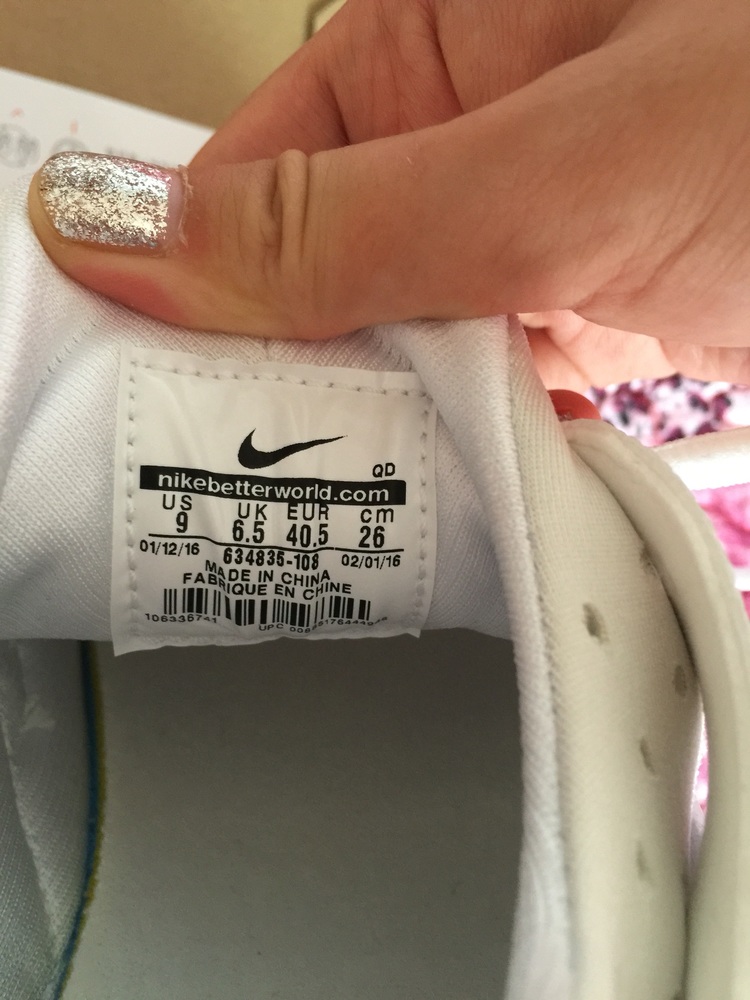 QD
nikebetterworld.com
US UK EUR cm
9 6.5 40.5 26
01/12/16 634835-108 02/01/16
MADE IN CHINA
FABRIQUE EN CHINE
106336741 UPC